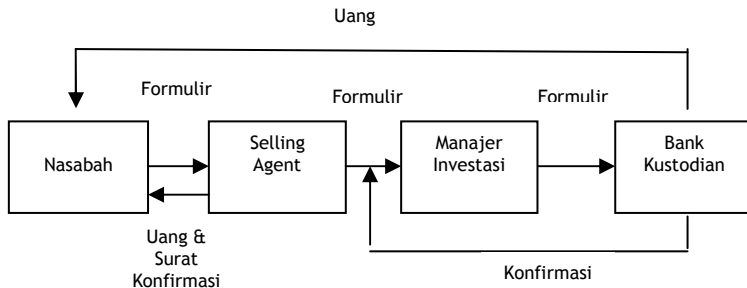 Uang
Formulir
Formulir
Formulir
Nasabah
Selling
Agent
Manajer
Investasi
Bank
Kustodian
Uang &
Surat
Konfirmasi
Konfirmasi